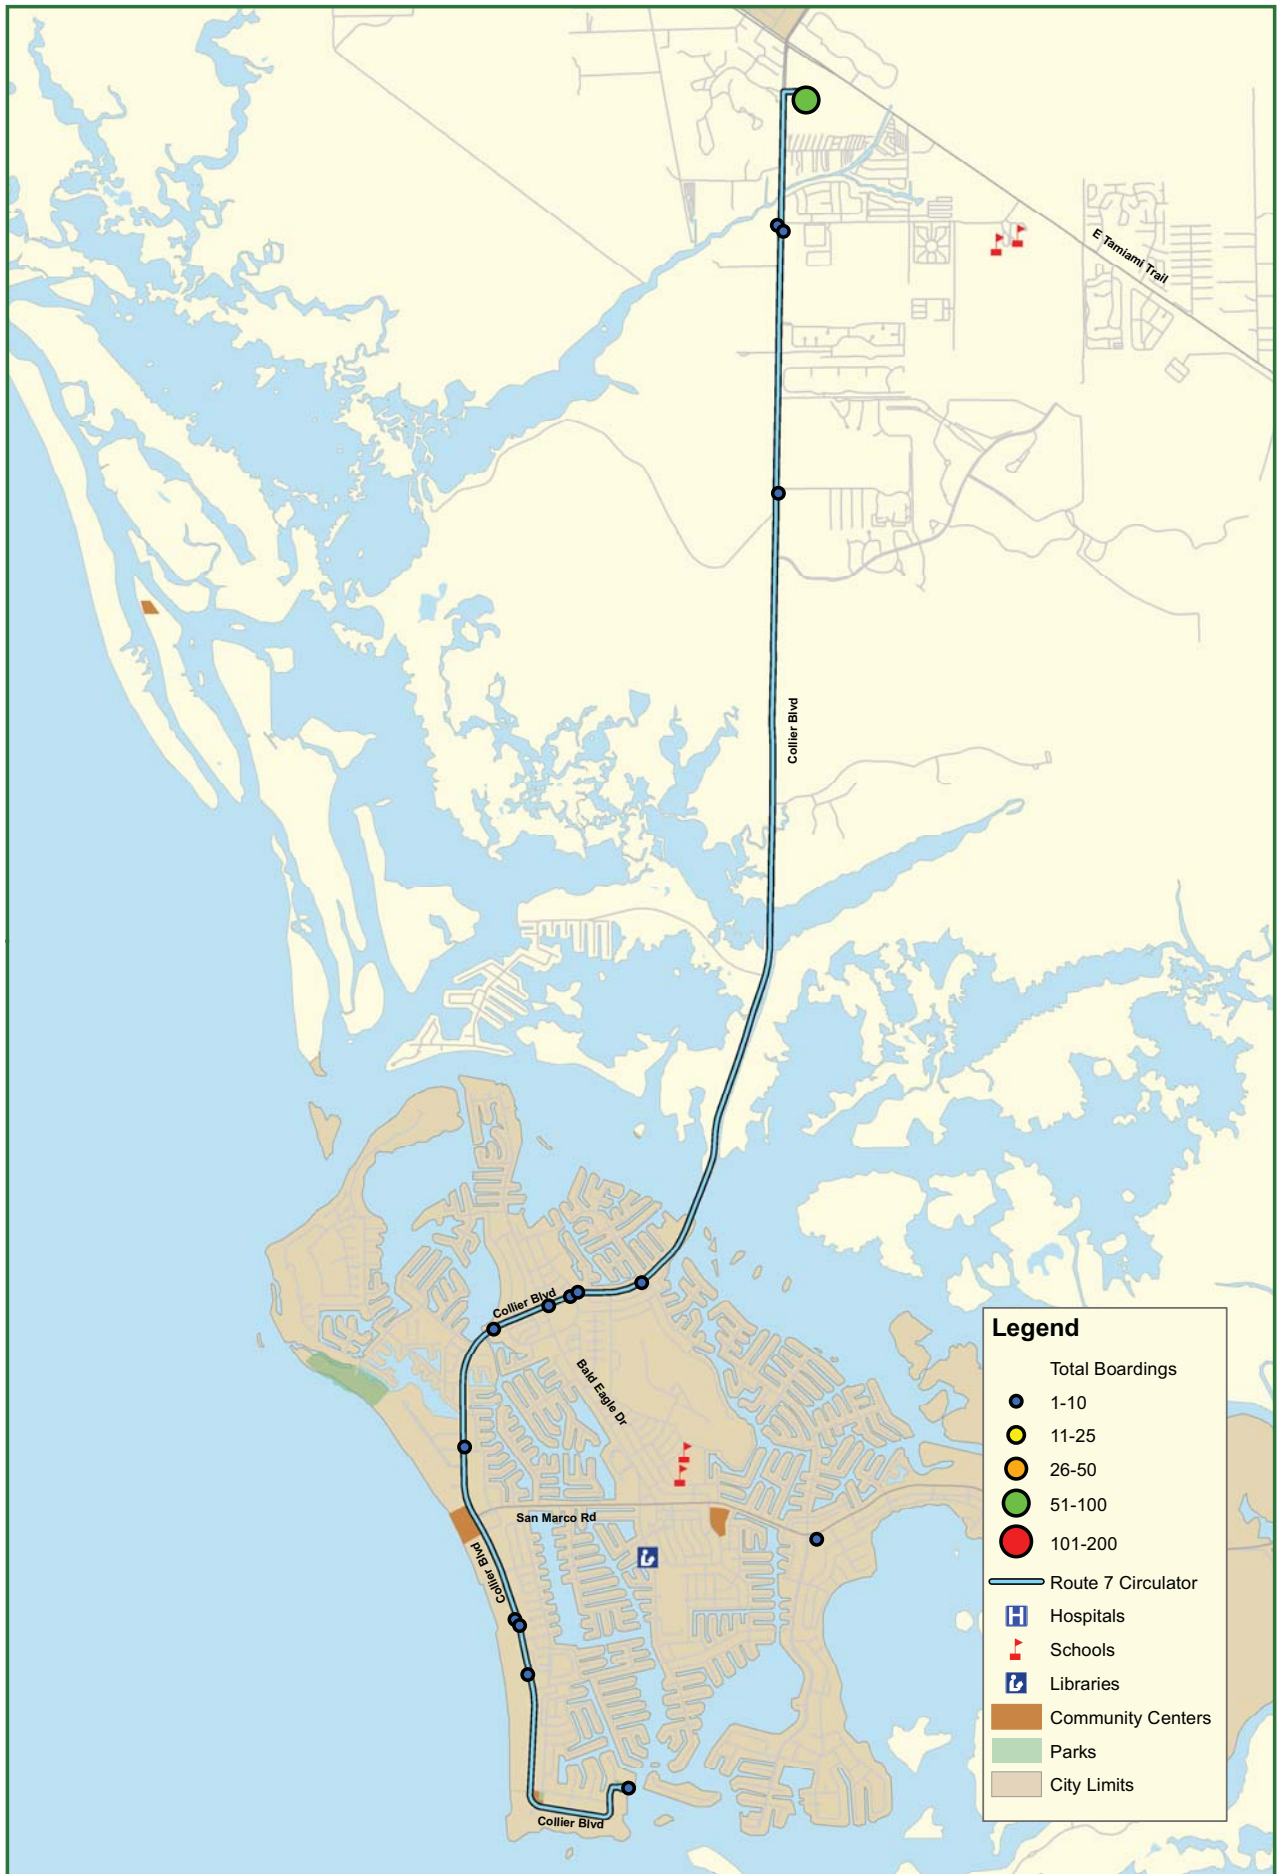 E Tamiami Trail
Collier Blvd
Collier Blvd
Bald Eagle Dr
San Marco Rd
Collier Blvd
Collier Blvd
Legend
Total Boardings
1-10
11-25
26-50
51-100
101-200
Route 7 Circulator
H Hospitals
Schools
Libraries
Community Centers
Parks
City Limits